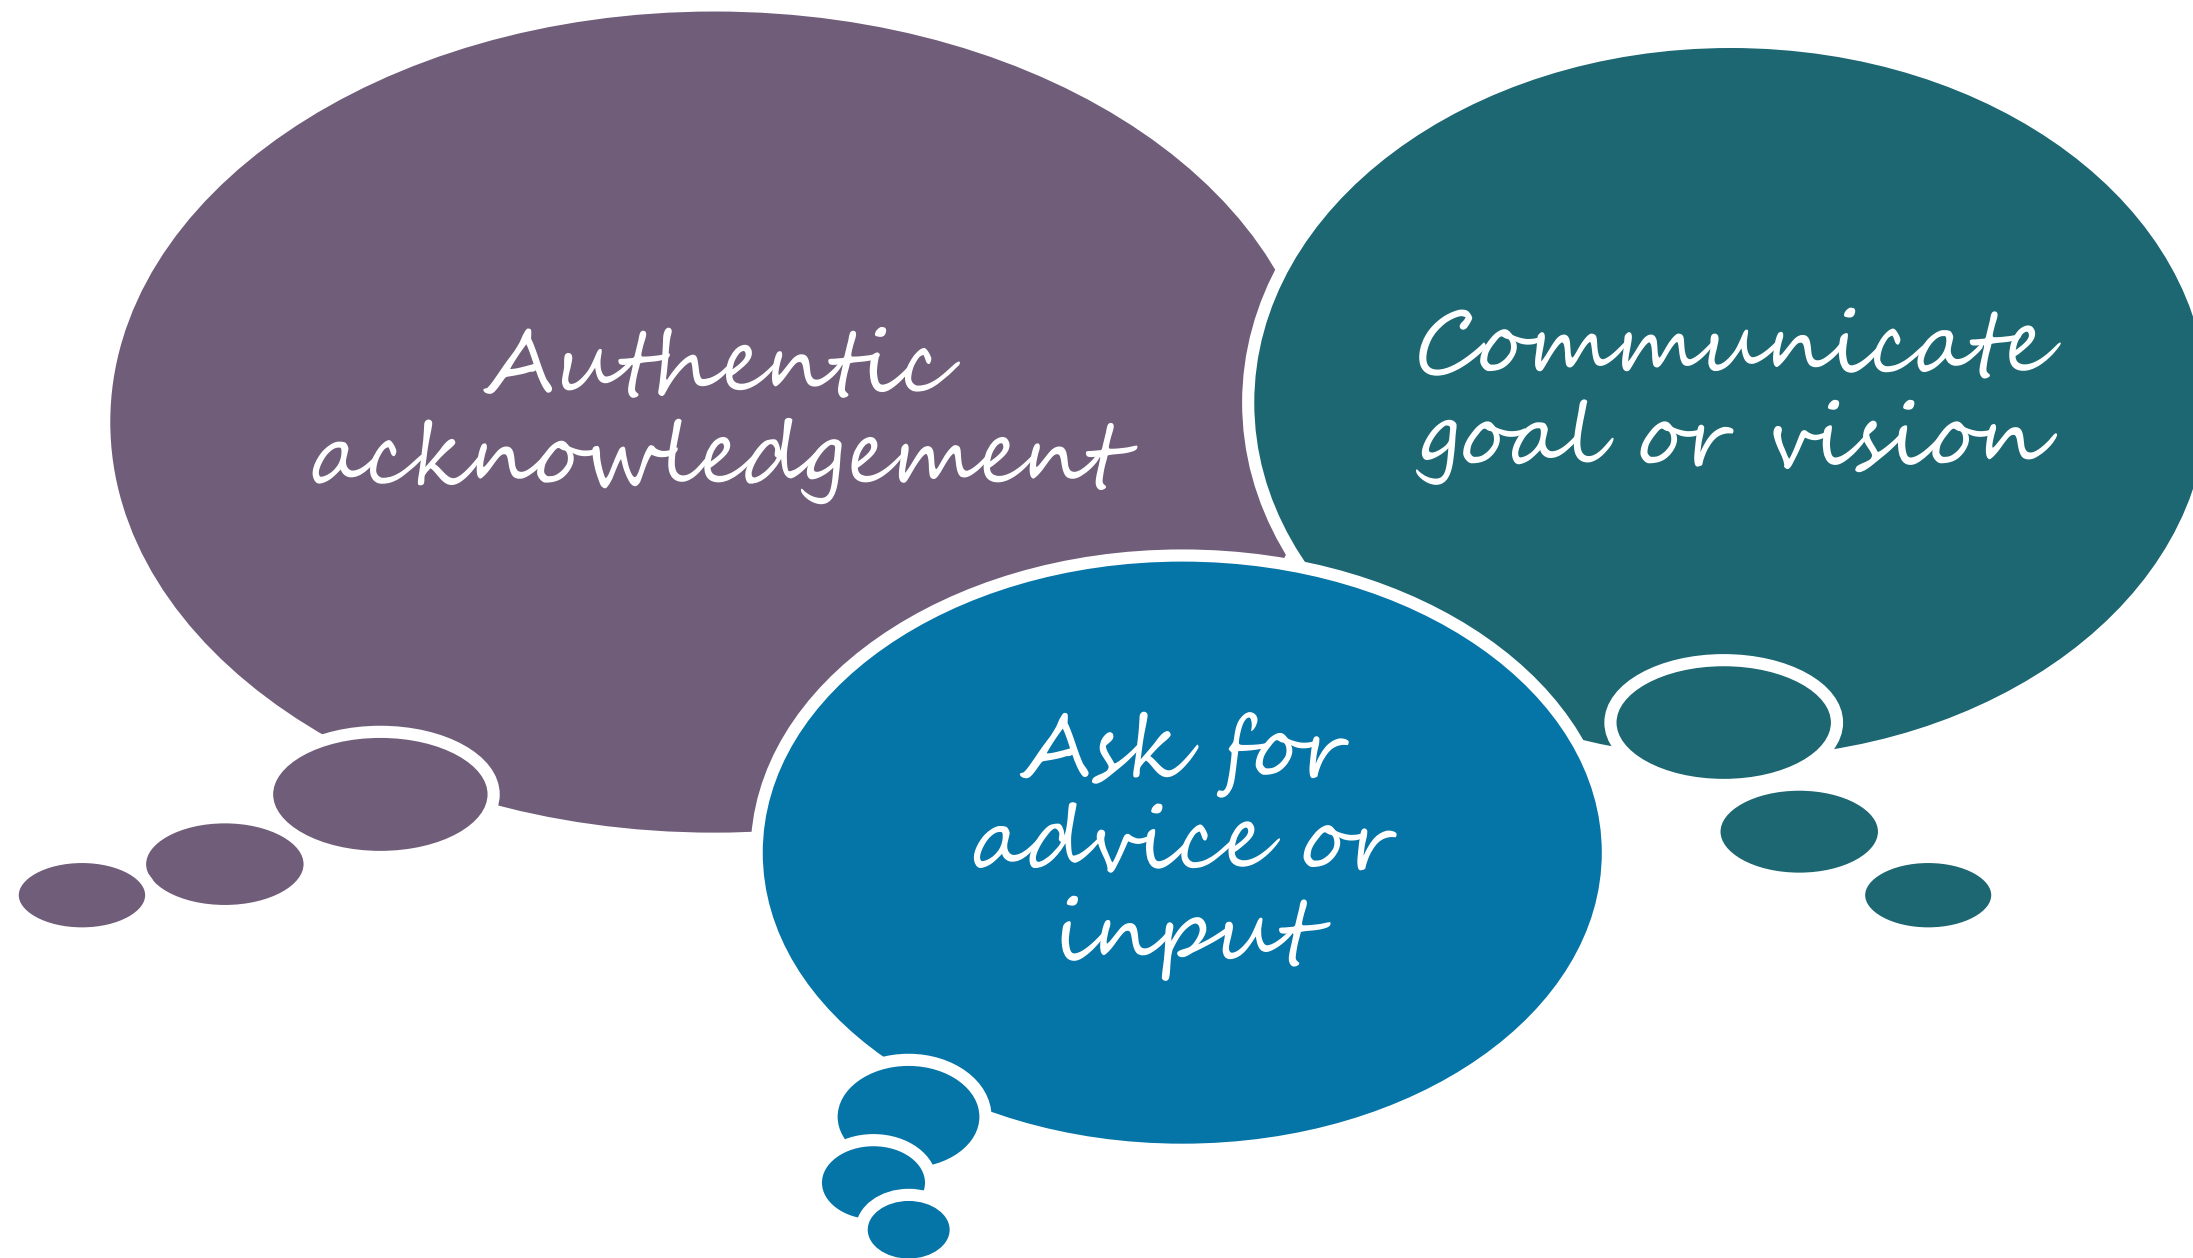 Authentic
acknowledgement
Communicate
goal or vision
Ask for
advice or
input